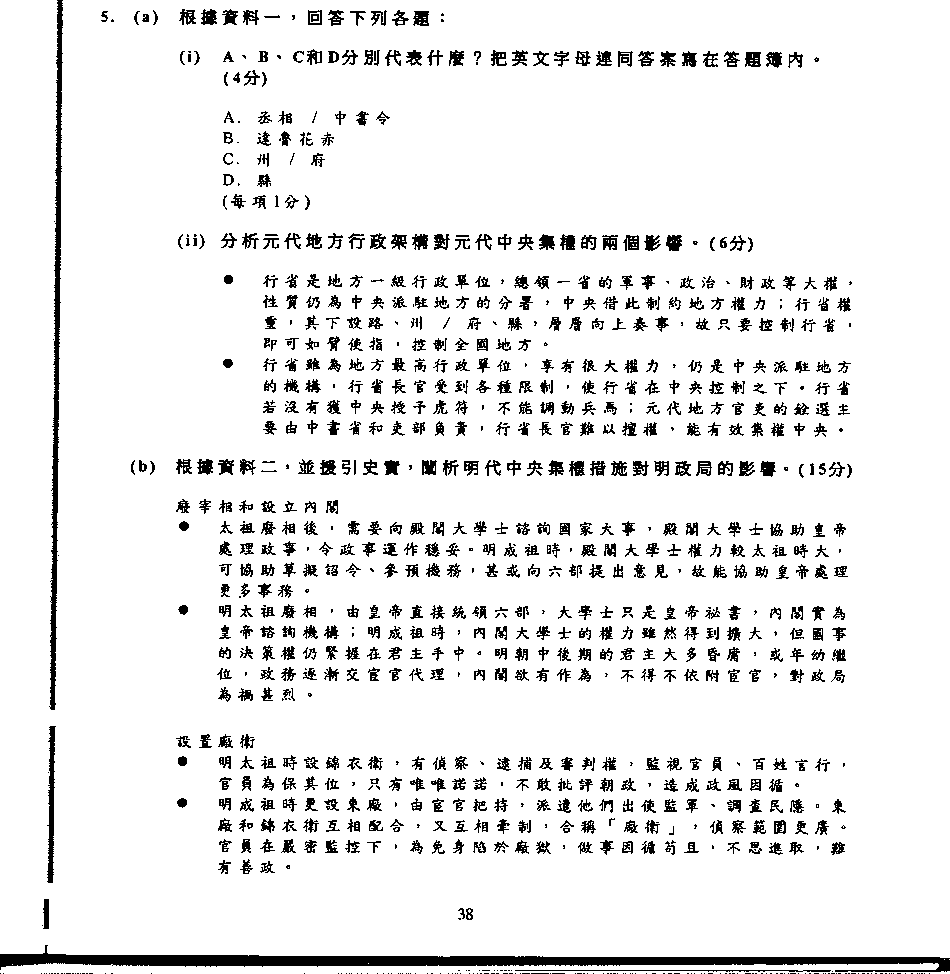 5. (a) 根據資料一，回答下列各題：
(i) A、B、C和D分別代表什麼？把英文字母連同答案寫在答題簿內。
(4分)
A. 丞相 / 中書令
B. 達魯花赤
C. 州 / 府
D. 縣
(每項1分)
(ii) 分析元代地方行政架構對元代中央集權的兩個影響。(6分)
● 行省是地方一級行政單位，總領一省的軍事、政治、財政等大權，
性質仍為中央派駐地方的分署，中央借此制約地方權力；行省權
重，其下設路、州 / 府、縣，層層向上奏事，故只要控制行省，
即可如臂使指，控制全國地方。
● 行省雖為地方最高行政單位，享有很大權力，仍是中央派駐地方
的機構，行省長官受到各種限制，使行省在中央控制之下。行省
若沒有獲中央授予虎符，不能調動兵馬；元代地方官吏的銓選主
要由中書省和吏部負責，行省長官難以擅權，能有效集權中央。
(b) 根據資料二，並援引史實，闡析明代中央集權措施對明政局的影響。(15分)
廢宰相和設立內閣
● 太祖廢相後，需要向殿閣大學士諮詢國家大事，殿閣大學士協助皇帝
處理政事，令政事運作穩妥。明成祖時，殿閣大學士權力較太祖時大，
可協助草擬詔令、參預機務，甚或向六部提出意見，故能協助皇帝處理
更多事務。
● 明太祖廢相，由皇帝直接統領六部，大學士只是皇帝祕書，內閣實為
皇帝諮詢機構；明成祖時，內閣大學士的權力雖然得到擴大，但國事
的決策權仍緊握在君主手中。明朝中後期的君主大多昏庸，或年幼繼
位，政務逐漸交宦官代理，內閣欲有作為，不得不依附宦官，對政局
為禍甚烈。
設置廠衛
● 明太祖時設錦衣衛，有偵察、逮捕及審判權，監視官員、百姓言行，
官員為保其位，只有唯唯諾諾，不敢批評朝政，造成政風因循。
● 明成祖時更設東廠，由宦官把持，派遣他們出使監軍、調查民隱。東
廠和錦衣衛互相配合，又互相牽制，合稱「廠衛」，偵察範圍更廣。
官員在嚴密監控下，為免身陷於廠獄，做事因循苟且，不思進取，難
有善政。
38